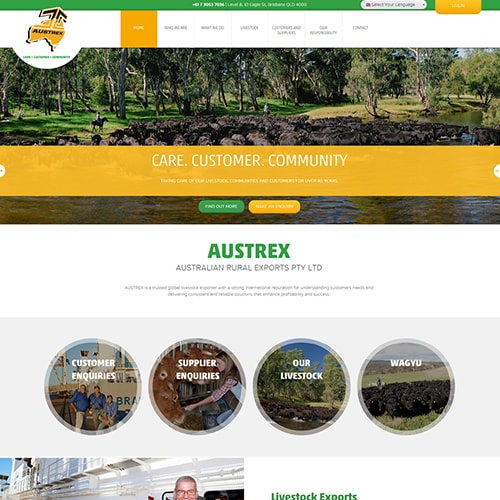 +61 7 3053 7656 | Level 8, 10 Eagle St, Brisbane QLD 4000
Select Your Language
LOGIN
AUSTREX
CARE • CUSTOMER • COMMUNITY
HOME
WHO WE ARE
WHAT WE DO
LIVESTOCK
CUSTOMERS AND
SUPPLIERS
OUR
RESPONSIBILITY
CONTACT
CARE. CUSTOMER. COMMUNITY
TAKING CARE OF OUR LIVESTOCK, COMMUNITIES AND CUSTOMERS FOR OVER 50 YEARS.
FIND OUT MORE
MAKE AN ENQUIRY
AUSTREX
AUSTRALIAN RURAL EXPORTS PTY LTD
AUSTREX is a trusted global livestock exporter with a strong international reputation for understanding customers needs and
delivering consistent and reliable solutions that enhance profitability and success.
CUSTOMER
ENQUIRIES
SUPPLIER
ENQUIRIES
OUR
LIVESTOCK
WAGYU
Livestock Exports